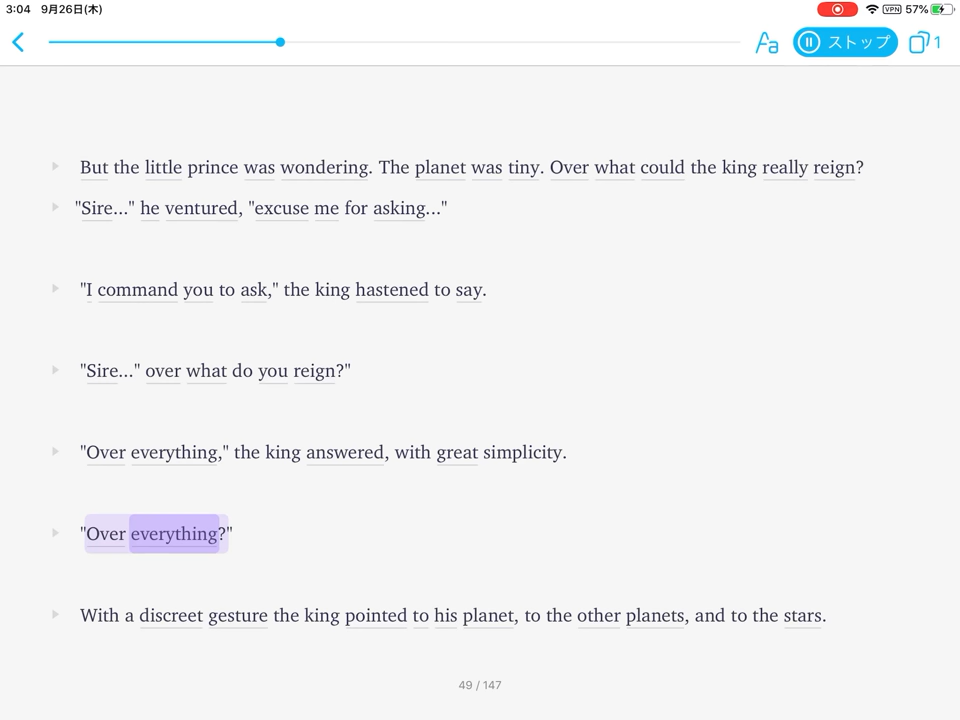 3:04 9月26日(木)
VPN 57%
Aa ストップ 1
But the little prince was wondering. The planet was tiny. Over what could the king really reign?
"Sire..." he ventured, "excuse me for asking..."
"I command you to ask," the king hastened to say.
"Sire..." over what do you reign?"
"Over everything," the king answered, with great simplicity.
"Over everything?"
With a discreet gesture the king pointed to his planet, to the other planets, and to the stars.
49 / 147